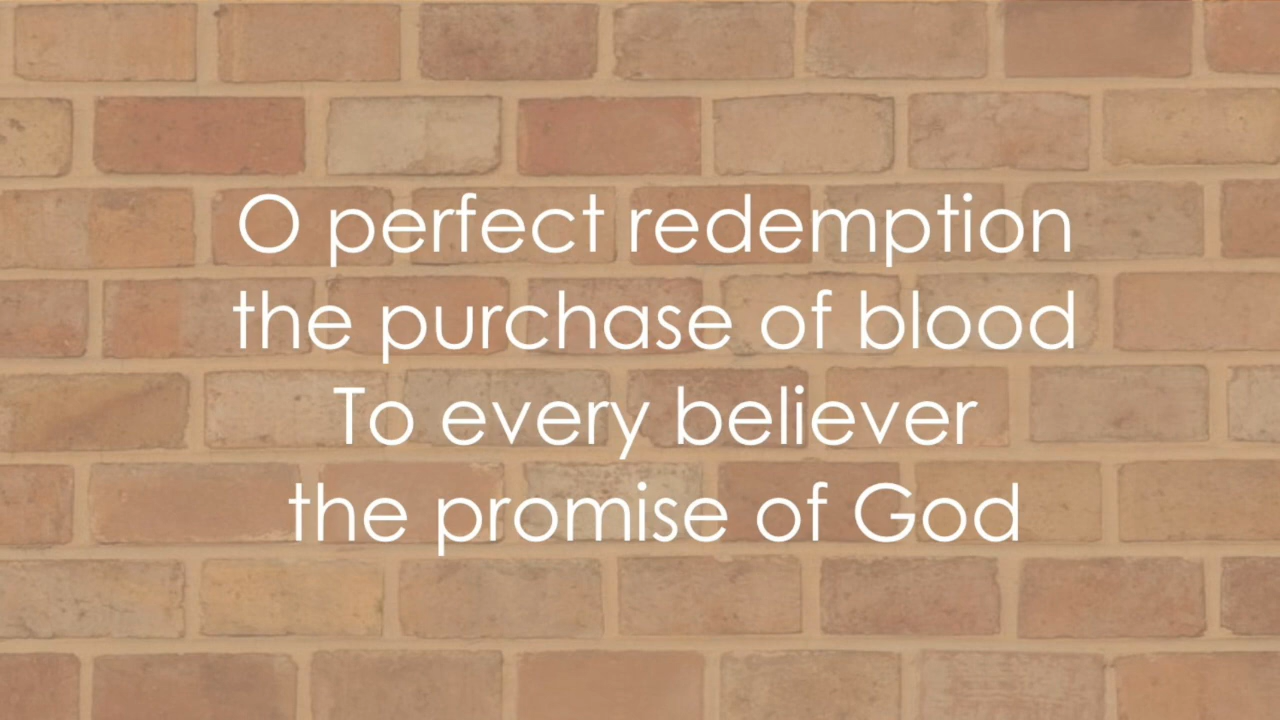 O perfect redemption
the purchase of blood
To every believer
the promise of God